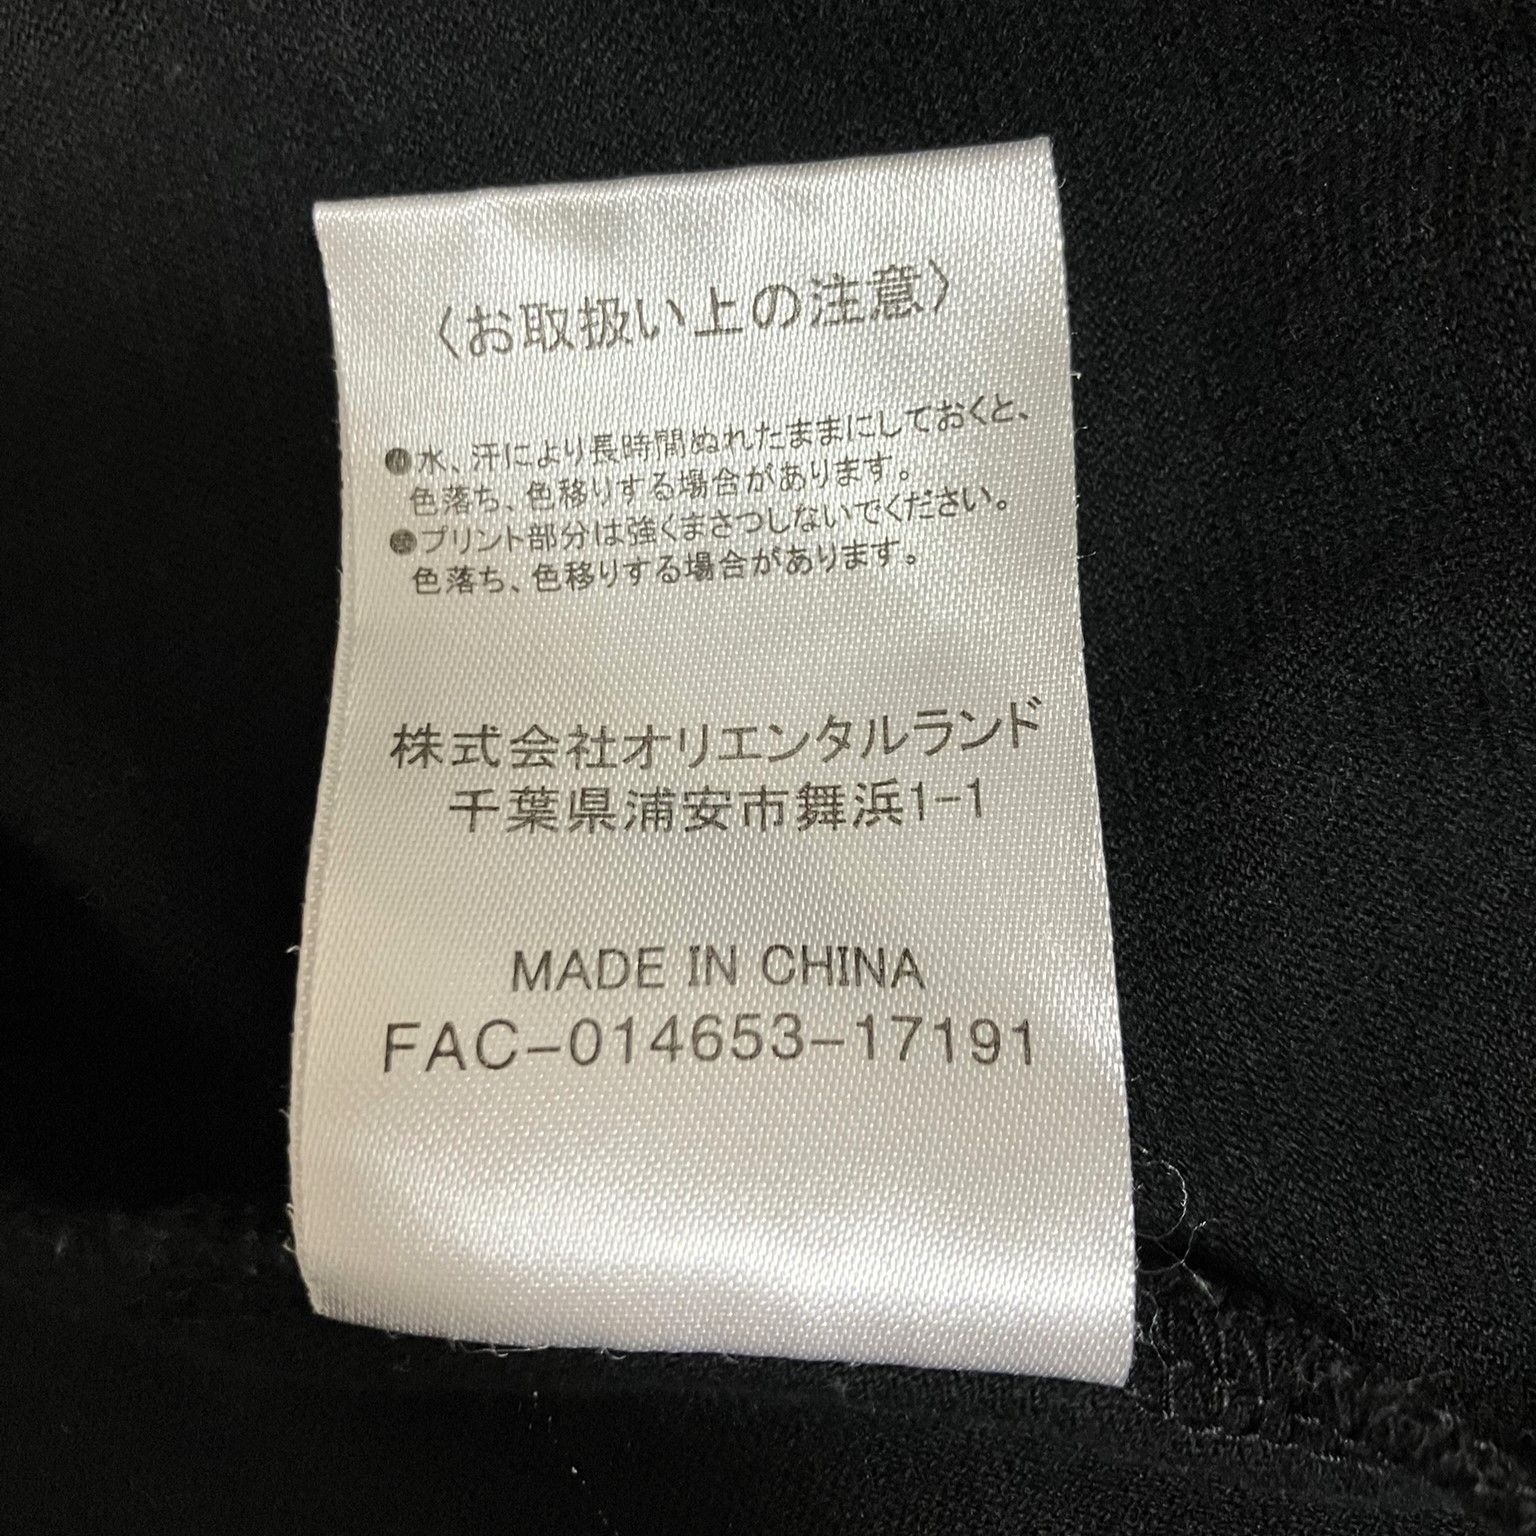 〈お取扱い上の注意〉
●水、汗により長時間ぬれたままにしておくと、
色落ち、色移りする場合があります。
●プリント部分は強くまさつしないでください。
色落ち、色移りする場合があります。
株式会社オリエンタルランド
千葉県浦安市舞浜1-1
MADE IN CHINA
FAC-014653-17191